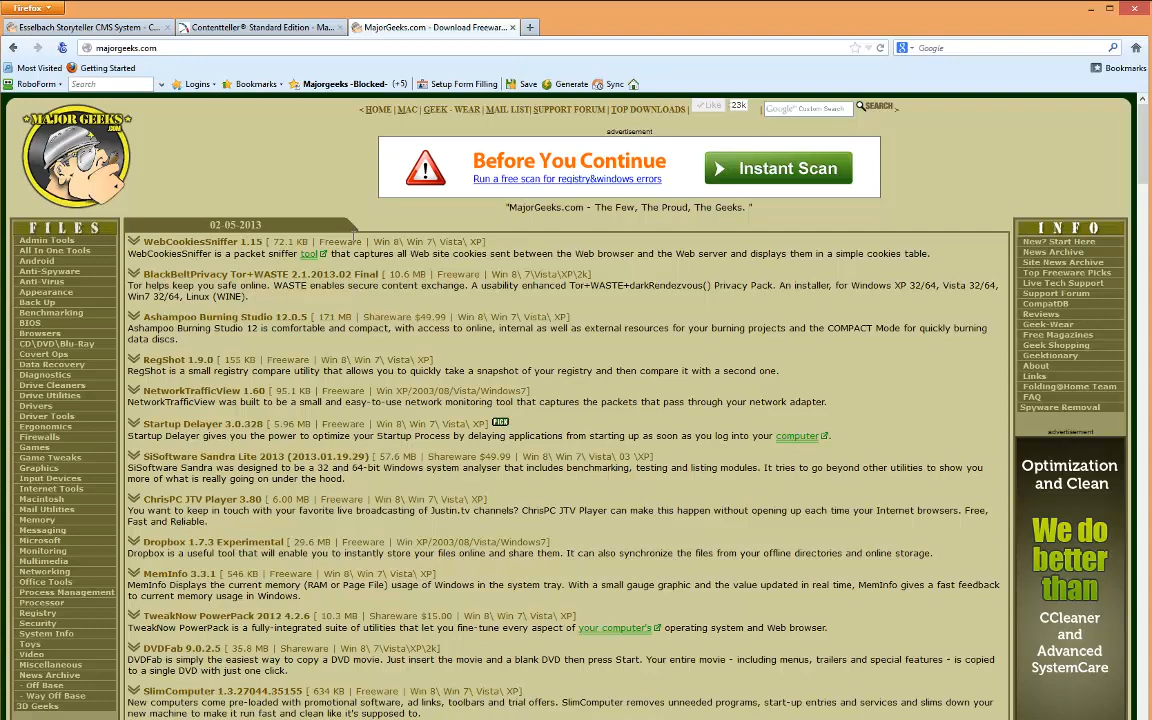 Firefox
Esselbach Storyteller CMS System - C...
Contentteller® Standard Edition - Ma...
MajorGeeks.com - Download Freewar...
majorgeeks.com
Google
Most Visited Getting Started Bookmarks
RoboForm Search Logins Bookmarks Majorgeeks -Blocked- (+5) Setup Form Filling Save Generate Sync
< HOME | MAC | GEEK - WEAR | MAIL LIST| SUPPORT FORUM | TOP DOWNLOADS Like 23k | Google™ Custom Search SEARCH >
MAJOR GEEKS
.COM
advertisement
Before You Continue
Run a free scan for registry&windows errors
Instant Scan
"MajorGeeks.com - The Few, The Proud, The Geeks. "
FILES
Admin Tools
All In One Tools
Android
Anti-Spyware
Anti-Virus
Appearance
Back Up
Benchmarking
BIOS
Browsers
CD\DVD\Blu-Ray
Covert Ops
Data Recovery
Diagnostics
Drive Cleaners
Drive Utilities
Drivers
Driver Tools
Ergonomics
Firewalls
Games
Game Tweaks
Graphics
Input Devices
Internet Tools
Macintosh
Mail Utilities
Memory
Messaging
Microsoft
Monitoring
Multimedia
Networking
Office Tools
Process Management
Processor
Registry
Security
System Info
Toys
Video
Miscellaneous
News Archive
- Off Base
- Way Off Base
3D Geeks
02-05-2013
WebCookiesSniffer 1.15 [ 72.1 KB | Freeware | Win 8\ Win 7\ Vista\ XP]
WebCookiesSniffer is a packet sniffer tool that captures all Web site cookies sent between the Web browser and the Web server and displays them in a simple cookies table.
BlackBeltPrivacy Tor+WASTE 2.1.2013.02 Final [ 10.6 MB | Freeware | Win 8\ 7\Vista\XP\2k]
Tor helps keep you safe online. WASTE enables secure content exchange. A usability enhanced Tor+WASTE+darkRendezvous() Privacy Pack. An installer, for Windows XP 32/64, Vista 32/64,
Win7 32/64, Linux (WINE).
Ashampoo Burning Studio 12.0.5 [ 171 MB | Shareware $49.99 | Win 8\ Win 7\ Vista\ XP]
Ashampoo Burning Studio 12 is comfortable and compact, with access to online, internal as well as external resources for your burning projects and the COMPACT Mode for quickly burning
data discs.
RegShot 1.9.0 [ 155 KB | Freeware | Win 8\ Win 7\ Vista\ XP]
RegShot is a small registry compare utility that allows you to quickly take a snapshot of your registry and then compare it with a second one.
NetworkTrafficView 1.60 [ 95.1 KB | Freeware | Win XP/2003/08/Vista/Windows7]
NetworkTrafficView was built to be a small and easy-to-use network monitoring tool that captures the packets that pass through your network adapter.
Startup Delayer 3.0.328 [ 5.96 MB | Freeware | Win 8\ Win 7\ Vista\ XP] PICK
Startup Delayer gives you the power to optimize your Startup Process by delaying applications from starting up as soon as you log into your computer.
SiSoftware Sandra Lite 2013 (2013.01.19.29) [ 57.6 MB | Shareware $49.99 | Win 8\ Win 7\ Vista\ 03 \XP]
SiSoftware Sandra was designed to be a 32 and 64-bit Windows system analyser that includes benchmarking, testing and listing modules. It tries to go beyond other utilities to show you
more of what is really going on under the hood.
ChrisPC JTV Player 3.80 [ 6.00 MB | Freeware | Win 8\ Win 7\ Vista\ XP]
You want to keep in touch with your favorite live broadcasting of Justin.tv channels? ChrisPC JTV Player can make this happen without opening up each time your Internet browsers. Free,
Fast and Reliable.
Dropbox 1.7.3 Experimental [ 29.6 MB | Freeware | Win XP/2003/08/Vista/Windows7]
Dropbox is a useful tool that will enable you to instantly store your files online and share them. It can also synchronize the files from your offline directories and online storage.
MemInfo 3.3.1 [ 546 KB | Freeware | Win 8\ Win 7\ Vista\ XP]
MemInfo Displays the current memory (RAM or Page File) usage of Windows in the system tray. With a small gauge graphic and the value updated in real time, MemInfo gives a fast feedback
to current memory usage in Windows.
TweakNow PowerPack 2012 4.2.6 [ 10.3 MB | Shareware $15.00 | Win 8\ Win 7\ Vista\ XP]
TweakNow PowerPack is a fully-integrated suite of utilities that let you fine-tune every aspect of your computer's operating system and Web browser.
DVDFab 9.0.2.5 [ 35.8 MB | Shareware | Win 8\ Win 7\ Vista\XP\2k]
DVDFab is simply the easiest way to copy a DVD movie. Just insert the movie and a blank DVD then press Start. Your entire movie - including menus, trailers and special features - is copied
to a single DVD with just one click.
SlimComputer 1.3.27044.35155 [ 634 KB | Freeware | Win 8\ Win 7\ Vista\ XP]
New computers come pre-loaded with promotional software, ad links, toolbars and trial offers. SlimComputer removes unneeded programs, start-up entries and services and slims down your
new machine to make it run fast and clean like it's supposed to.
INFO
New? Start Here
News Archive
Site News Archive
Top Freeware Picks
Live Tech Support
Support Forum
CompatDB
Reviews
Geek-Wear
Free Magazines
Geek Shopping
Geektionary
About
Links
Folding@Home Team
FAQ
Spyware Removal
advertisement
Optimization
and Clean
We do
better
than
CCleaner
and
Advanced
SystemCare